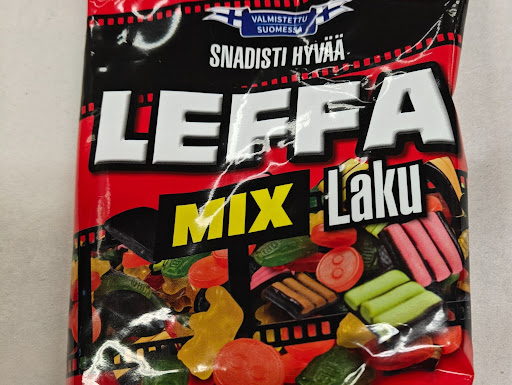 VALMISTETTU
SUOMESSA
SNADISTI HYVÄÄ
LEFFA
MIX Laku